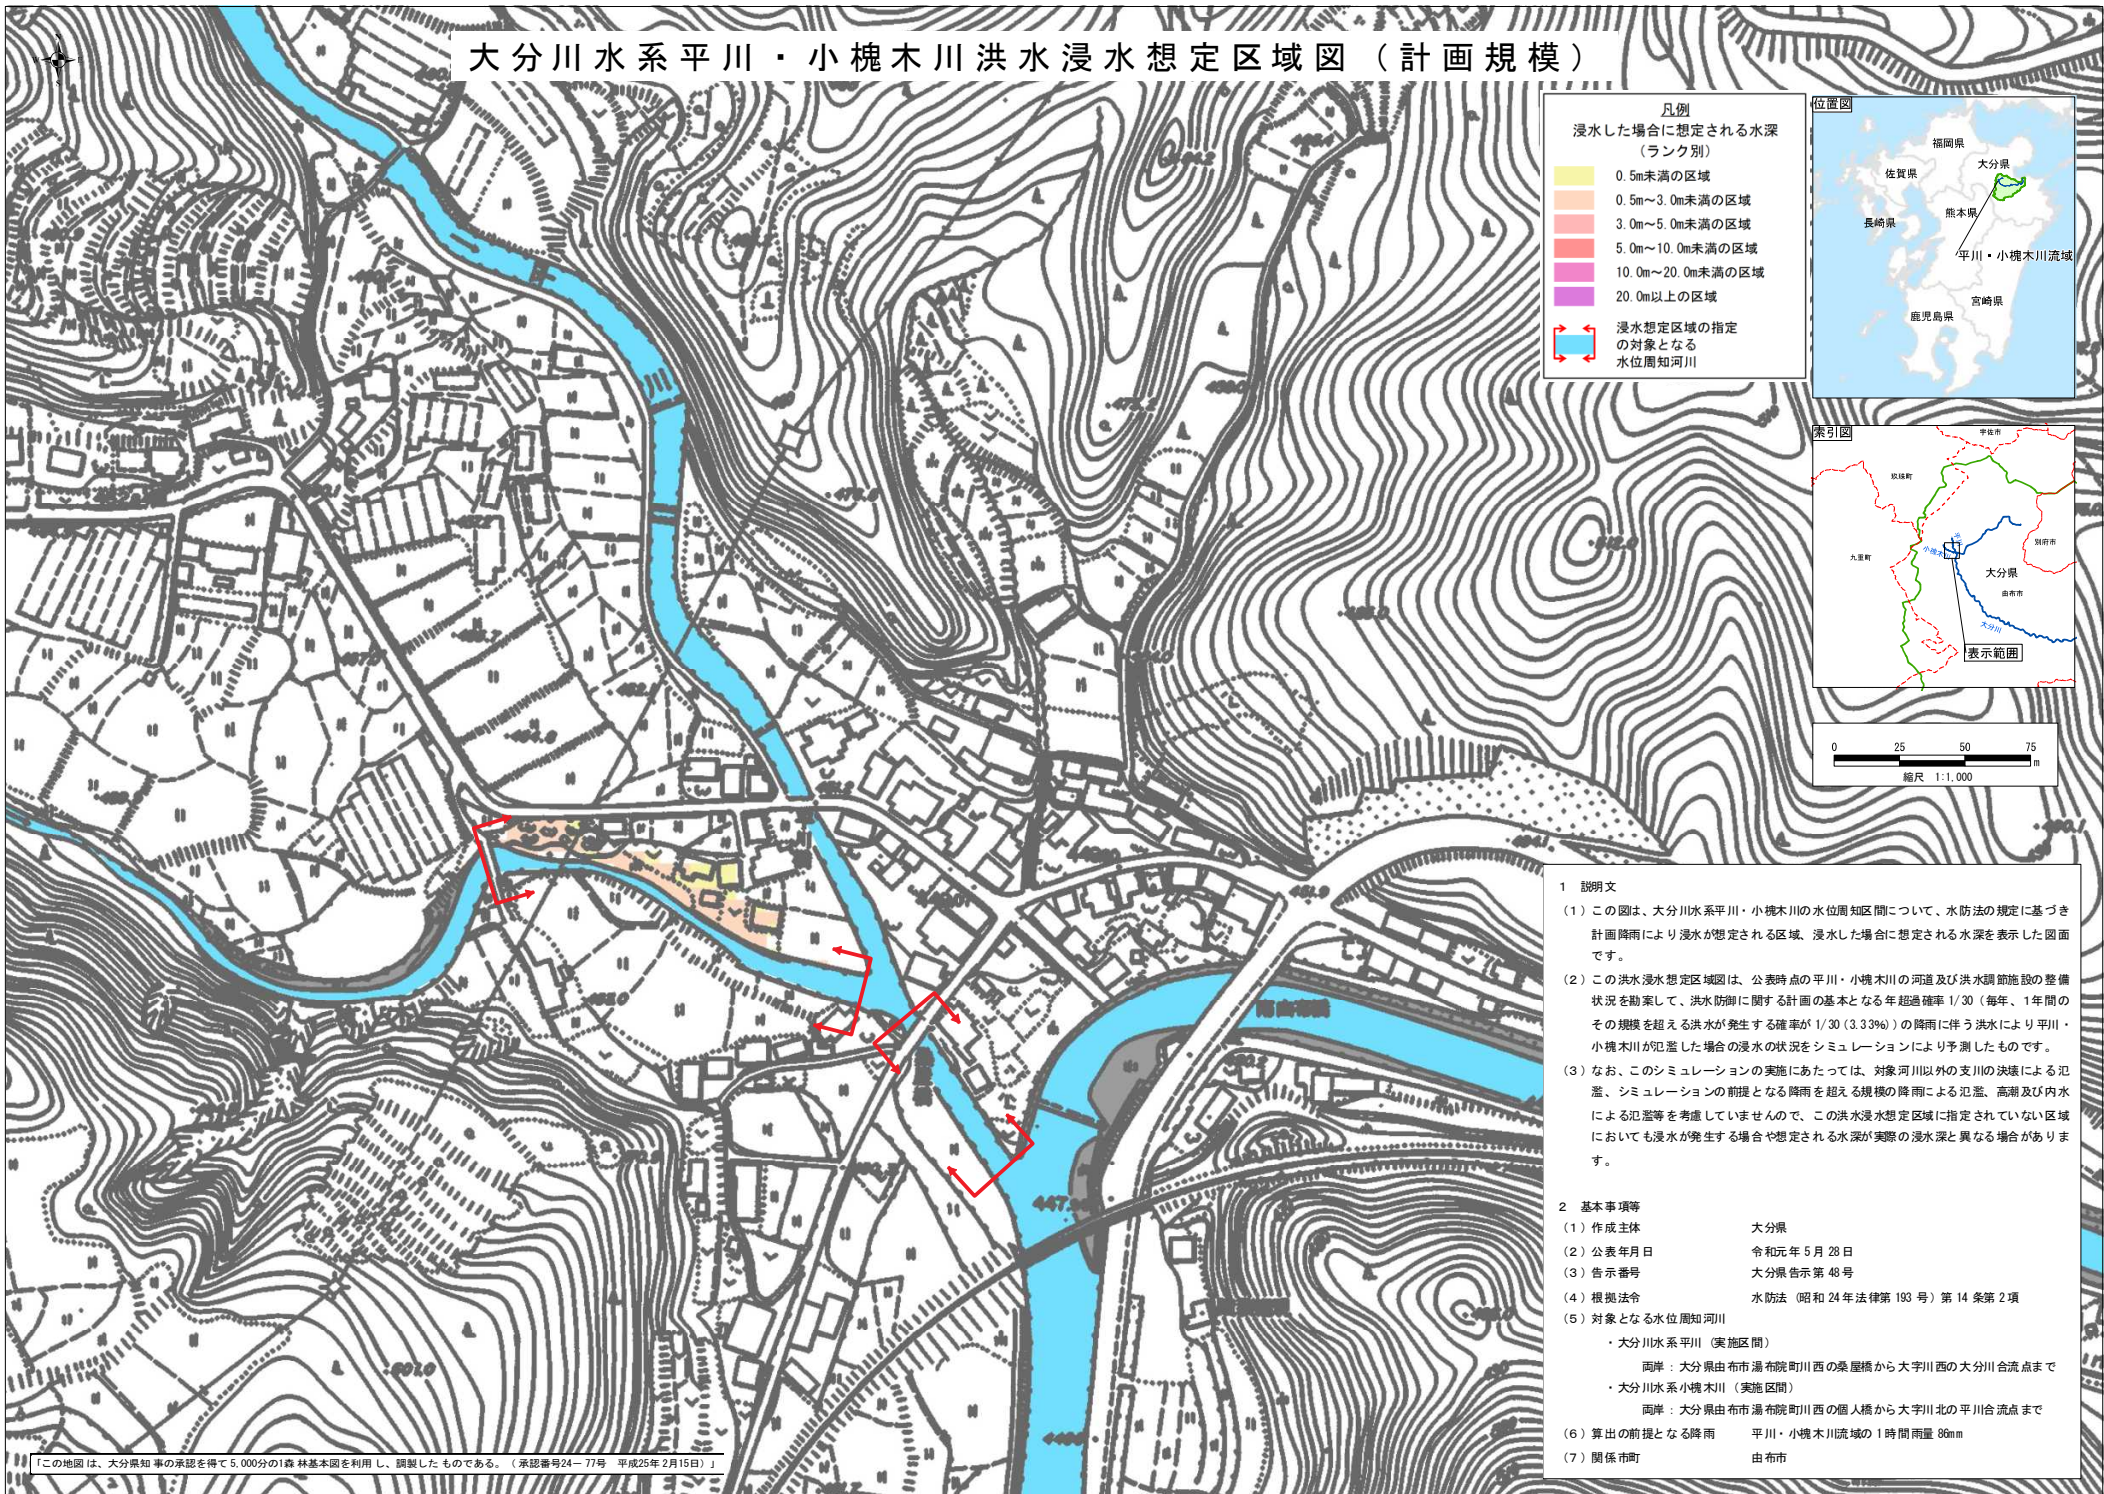 大分川水系平川・小槐木川洪水浸水想定区域図（計画規模）
凡例
浸水した場合に想定される水深
（ランク別）
0.5m未満の区域
0.5m～3.0m未満の区域
3.0m～5.0m未満の区域
5.0m～10.0m未満の区域
10.0m～20.0m未満の区域
20.0m以上の区域
浸水想定区域の指定
の対象となる
水位周知河川
位置図
福岡県
大分県
佐賀県
熊本県
長崎県
平川・小槐木川流域
宮崎県
鹿児島県
索引図
宇佐市
玖珠町
別府市
小槐木川
九重町
大分県
由布市
大分川
表示範囲
0 25 50 75
m
縮尺 1:1,000
1 説明文
（1）この図は、大分川水系平川・小槐木川の水位周知区間について、水防法の規定に基づき
計画降雨により浸水が想定される区域、浸水した場合に想定される水深を表示した図面
です。
（2）この洪水浸水想定区域図は、公表時点の平川・小槐木川の河道及び洪水調節施設の整備
状況を勘案して、洪水防御に関する計画の基本となる年超過確率1/30（毎年、1年間の
その規模を超える洪水が発生する確率が1/30（3.33%））の降雨に伴う洪水により平川・
小槐木川が氾濫した場合の浸水の状況をシミュレーションにより予測したものです。
（3）なお、このシミュレーションの実施にあたっては、対象河川以外の支川の決壊による氾
濫、シミュレーションの前提となる降雨を超える規模の降雨による氾濫、高潮及び内水
による氾濫等を考慮していませんので、この洪水浸水想定区域に指定されていない区域
においても浸水が発生する場合や想定される水深が実際の浸水深と異なる場合がありま
す。
2 基本事項等
（1）作成主体 大分県
（2）公表年月日 令和元年5月28日
（3）告示番号 大分県告示第48号
（4）根拠法令 水防法（昭和24年法律第193号）第14条第2項
（5）対象となる水位周知河川
・大分川水系平川（実施区間）
両岸：大分県由布市湯布院町川西の桑屋橋から大字川西の大分川合流点まで
・大分川水系小槐木川（実施区間）
両岸：大分県由布市湯布院町川西の個人橋から大字川北の平川合流点まで
（6）算出の前提となる降雨 平川・小槐木川流域の1時間雨量86mm
（7）関係市町 由布市
「この地図は、大分県知事の承認を得て5,000分の1森林基本図を利用し、調製したものである。（承認番号24－77号 平成25年2月15日）」